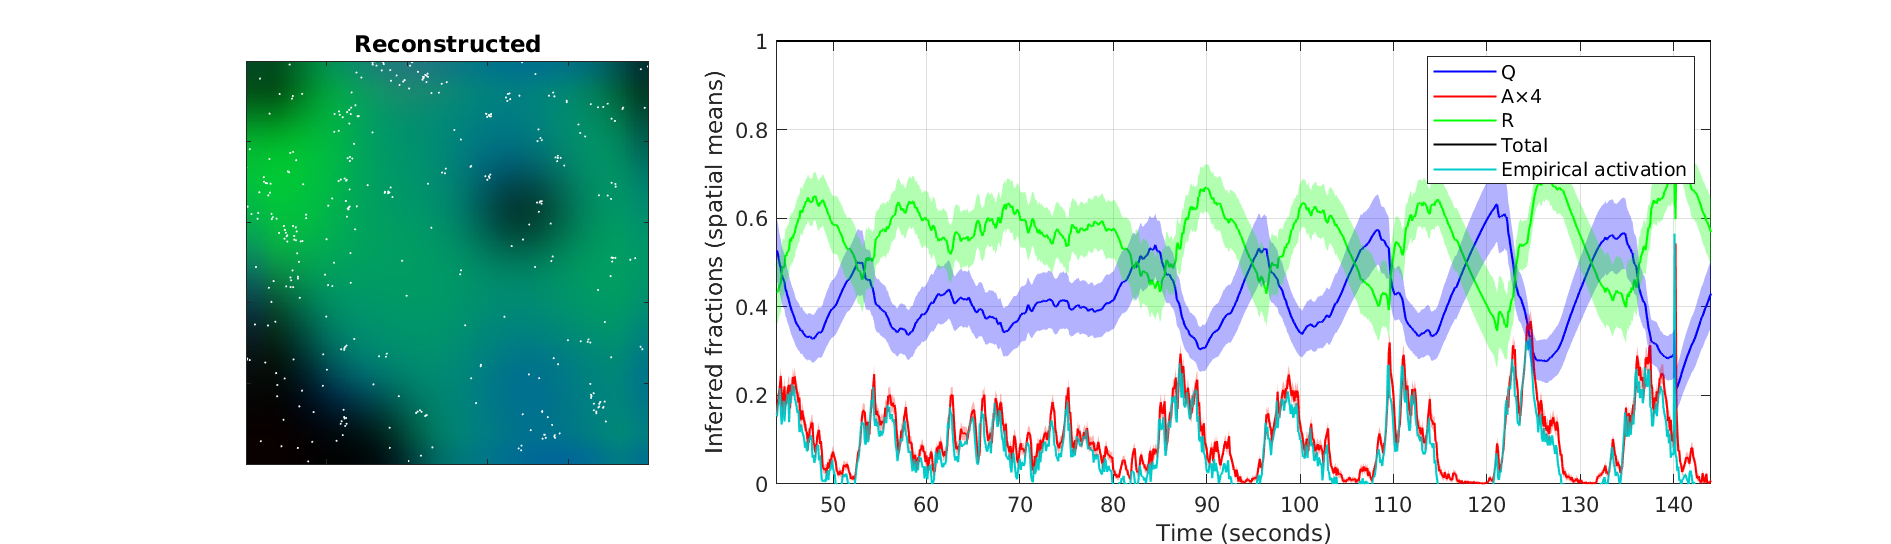 Reconstructed
Inferred fractions (spatial means)
1
0.8
0.6
0.4
0.2
0
Q
A×4
R
Total
Empirical activation
50
60
70
80
90
100
110
120
130
140
Time (seconds)